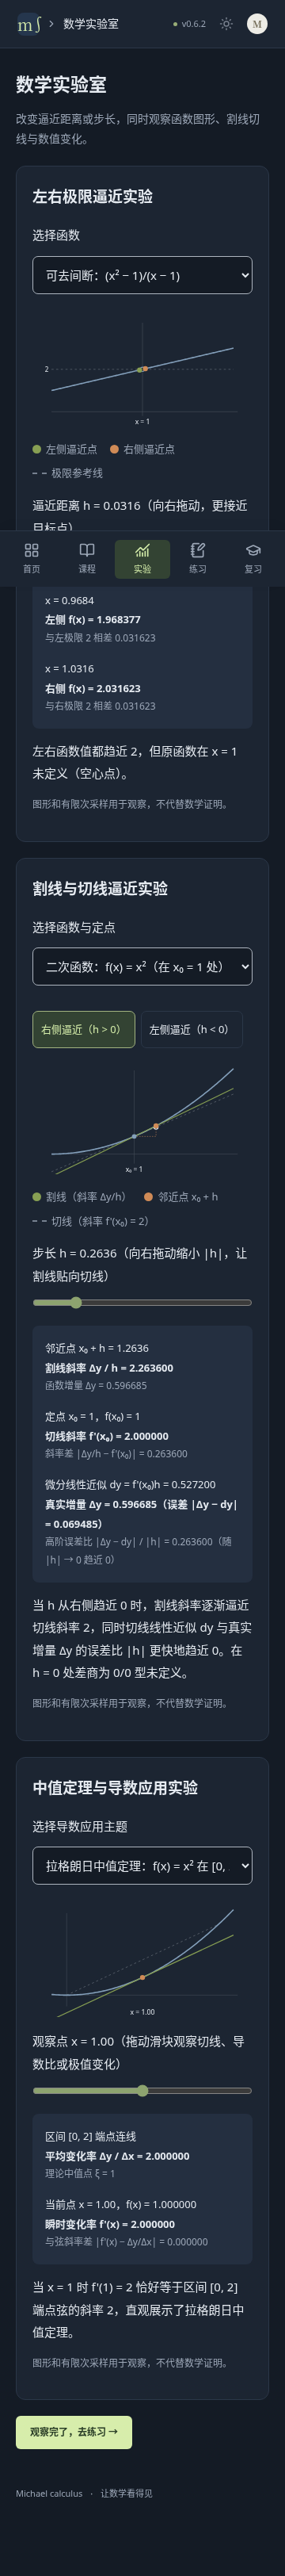 m∫ › 数学实验室 v0.6.2 M
数学实验室
改变逼近距离或步长，同时观察函数图形、割线切
线与数值变化。
左右极限逼近实验
选择函数
可去间断：(x² − 1)/(x − 1)
2
x = 1
左侧逼近点 右侧逼近点
极限参考线
逼近距离 h = 0.0316（向右拖动，更接近
目标点）
首页 课程 实验 练习 复习
x = 0.9684
左侧 f(x) = 1.968377
与左极限 2 相差 0.031623
x = 1.0316
右侧 f(x) = 2.031623
与右极限 2 相差 0.031623
左右函数值都趋近 2，但原函数在 x = 1
未定义（空心点）。
图形和有限次采样用于观察，不代替数学证明。
割线与切线逼近实验
选择函数与定点
二次函数：f(x) = x²（在 x₀ = 1 处）
右侧逼近（h > 0） 左侧逼近（h < 0）
x₀ = 1
割线（斜率 Δy/h） 邻近点 x₀ + h
切线（斜率 f'(x₀) = 2）
步长 h = 0.2636（向右拖动缩小 |h|，让
割线贴向切线）
邻近点 x₀ + h = 1.2636
割线斜率 Δy / h = 2.263600
函数增量 Δy = 0.596685
定点 x₀ = 1，f(x₀) = 1
切线斜率 f'(x₀) = 2.000000
斜率差 |Δy/h − f'(x₀)| = 0.263600
微分线性近似 dy = f'(x₀)h = 0.527200
真实增量 Δy = 0.596685（误差 |Δy − dy|
= 0.069485）
高阶误差比 |Δy − dy| / |h| = 0.263600（随
|h| → 0 趋近 0）
当 h 从右侧趋近 0 时，割线斜率逐渐逼近
切线斜率 2，同时切线线性近似 dy 与真实
增量 Δy 的误差比 |h| 更快地趋近 0。在
h = 0 处差商为 0/0 型未定义。
图形和有限次采样用于观察，不代替数学证明。
中值定理与导数应用实验
选择导数应用主题
拉格朗日中值定理：f(x) = x² 在 [0,
x = 1.00
观察点 x = 1.00（拖动滑块观察切线、导
数比或极值变化）
区间 [0, 2] 端点连线
平均变化率 Δy / Δx = 2.000000
理论中值点 ξ = 1
当前点 x = 1.00，f(x) = 1.000000
瞬时变化率 f'(x) = 2.000000
与弦斜率差 |f'(x) − Δy/Δx| = 0.000000
当 x = 1 时 f'(1) = 2 恰好等于区间 [0, 2]
端点弦的斜率 2，直观展示了拉格朗日中
值定理。
图形和有限次采样用于观察，不代替数学证明。
观察完了，去练习 →
Michael calculus · 让数学看得见